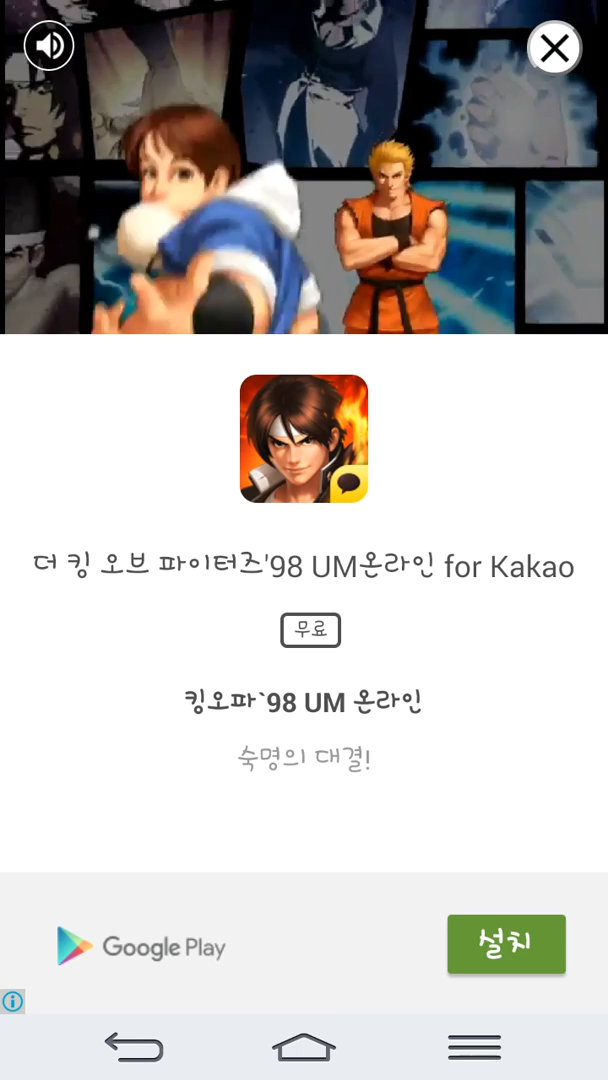 더 킹 오브 파이터즈'98 UM온라인 for Kakao
무료
킹오파`98 UM 온라인
숙명의 대결!
Google Play
설치